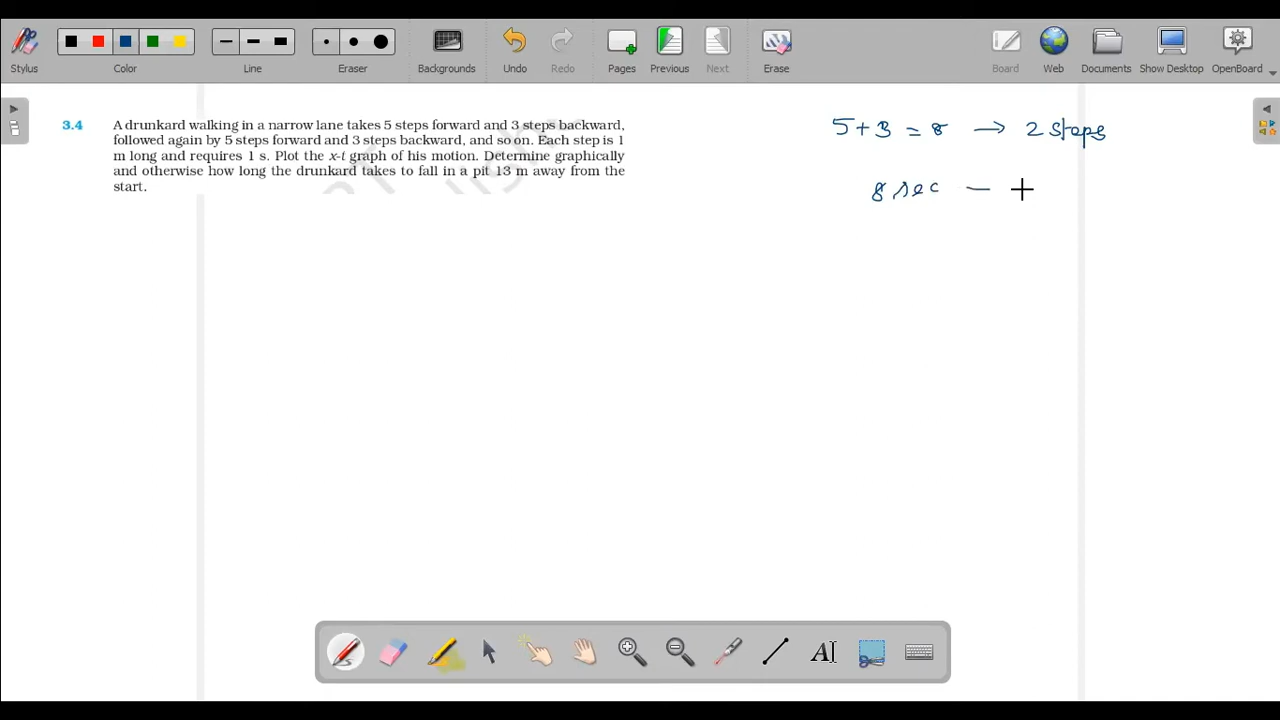 Stylus Color Line Eraser Backgrounds Undo Redo Pages Previous Next Erase Board Web Documents Show Desktop OpenBoard
3.4 A drunkard walking in a narrow lane takes 5 steps forward and 3 steps backward,
followed again by 5 steps forward and 3 steps backward, and so on. Each step is 1
m long and requires 1 s. Plot the x-t graph of his motion. Determine graphically
and otherwise how long the drunkard takes to fall in a pit 13 m away from the
start.
5+3 = 8 → 2 steps
8 sec —
AI